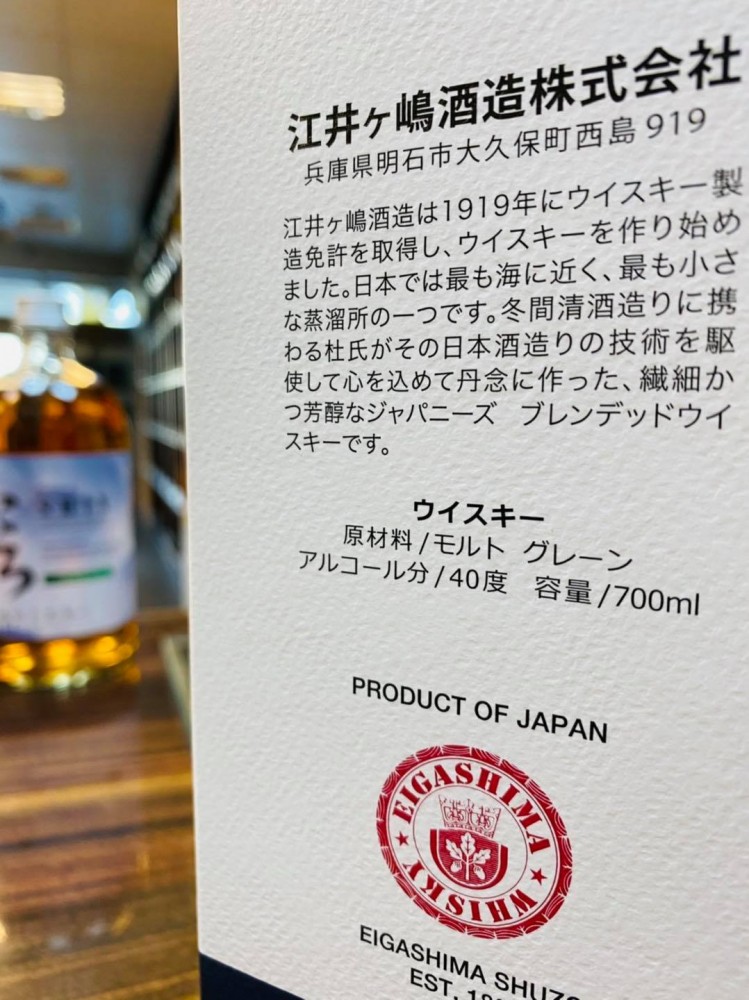 江井ヶ嶋酒造株式会社
兵庫県明石市大久保町西島919
江井ヶ嶋酒造は1919年にウイスキー製
造免許を取得し、ウイスキーを作り始め
ました。日本では最も海に近く、最も小さ
な蒸溜所の一つです。冬間清酒造りに携
わる杜氏がその日本酒造りの技術を駆
使して心を込めて丹念に作った、繊細か
つ芳醇なジャパニーズ ブレンデッドウイ
スキーです。
ウイスキー
原材料/モルト グレーン
アルコール分/40度 容量/700ml
PRODUCT OF JAPAN
EIGASHIMA
WHISKY
EIGASHIMA
EST.